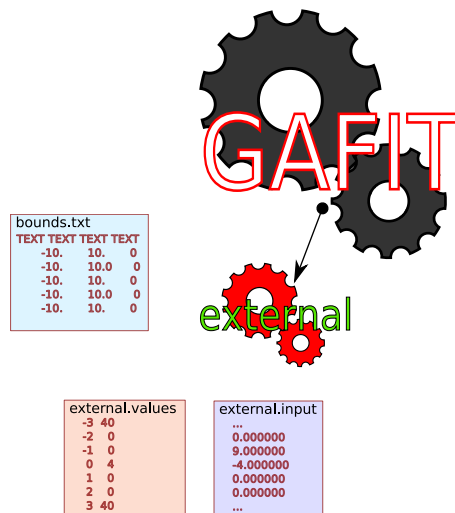 GAFIT
bounds.txt
TEXT TEXT TEXT TEXT
-10. 10. 0
-10. 10.0 0
-10. 10. 0
-10. 10.0 0
-10. 10. 0
external
external.values
-3 40
-2 0
-1 0
0 4
1 0
2 0
3 40
external.input
...
0.000000
9.000000
-4.000000
0.000000
0.000000
...